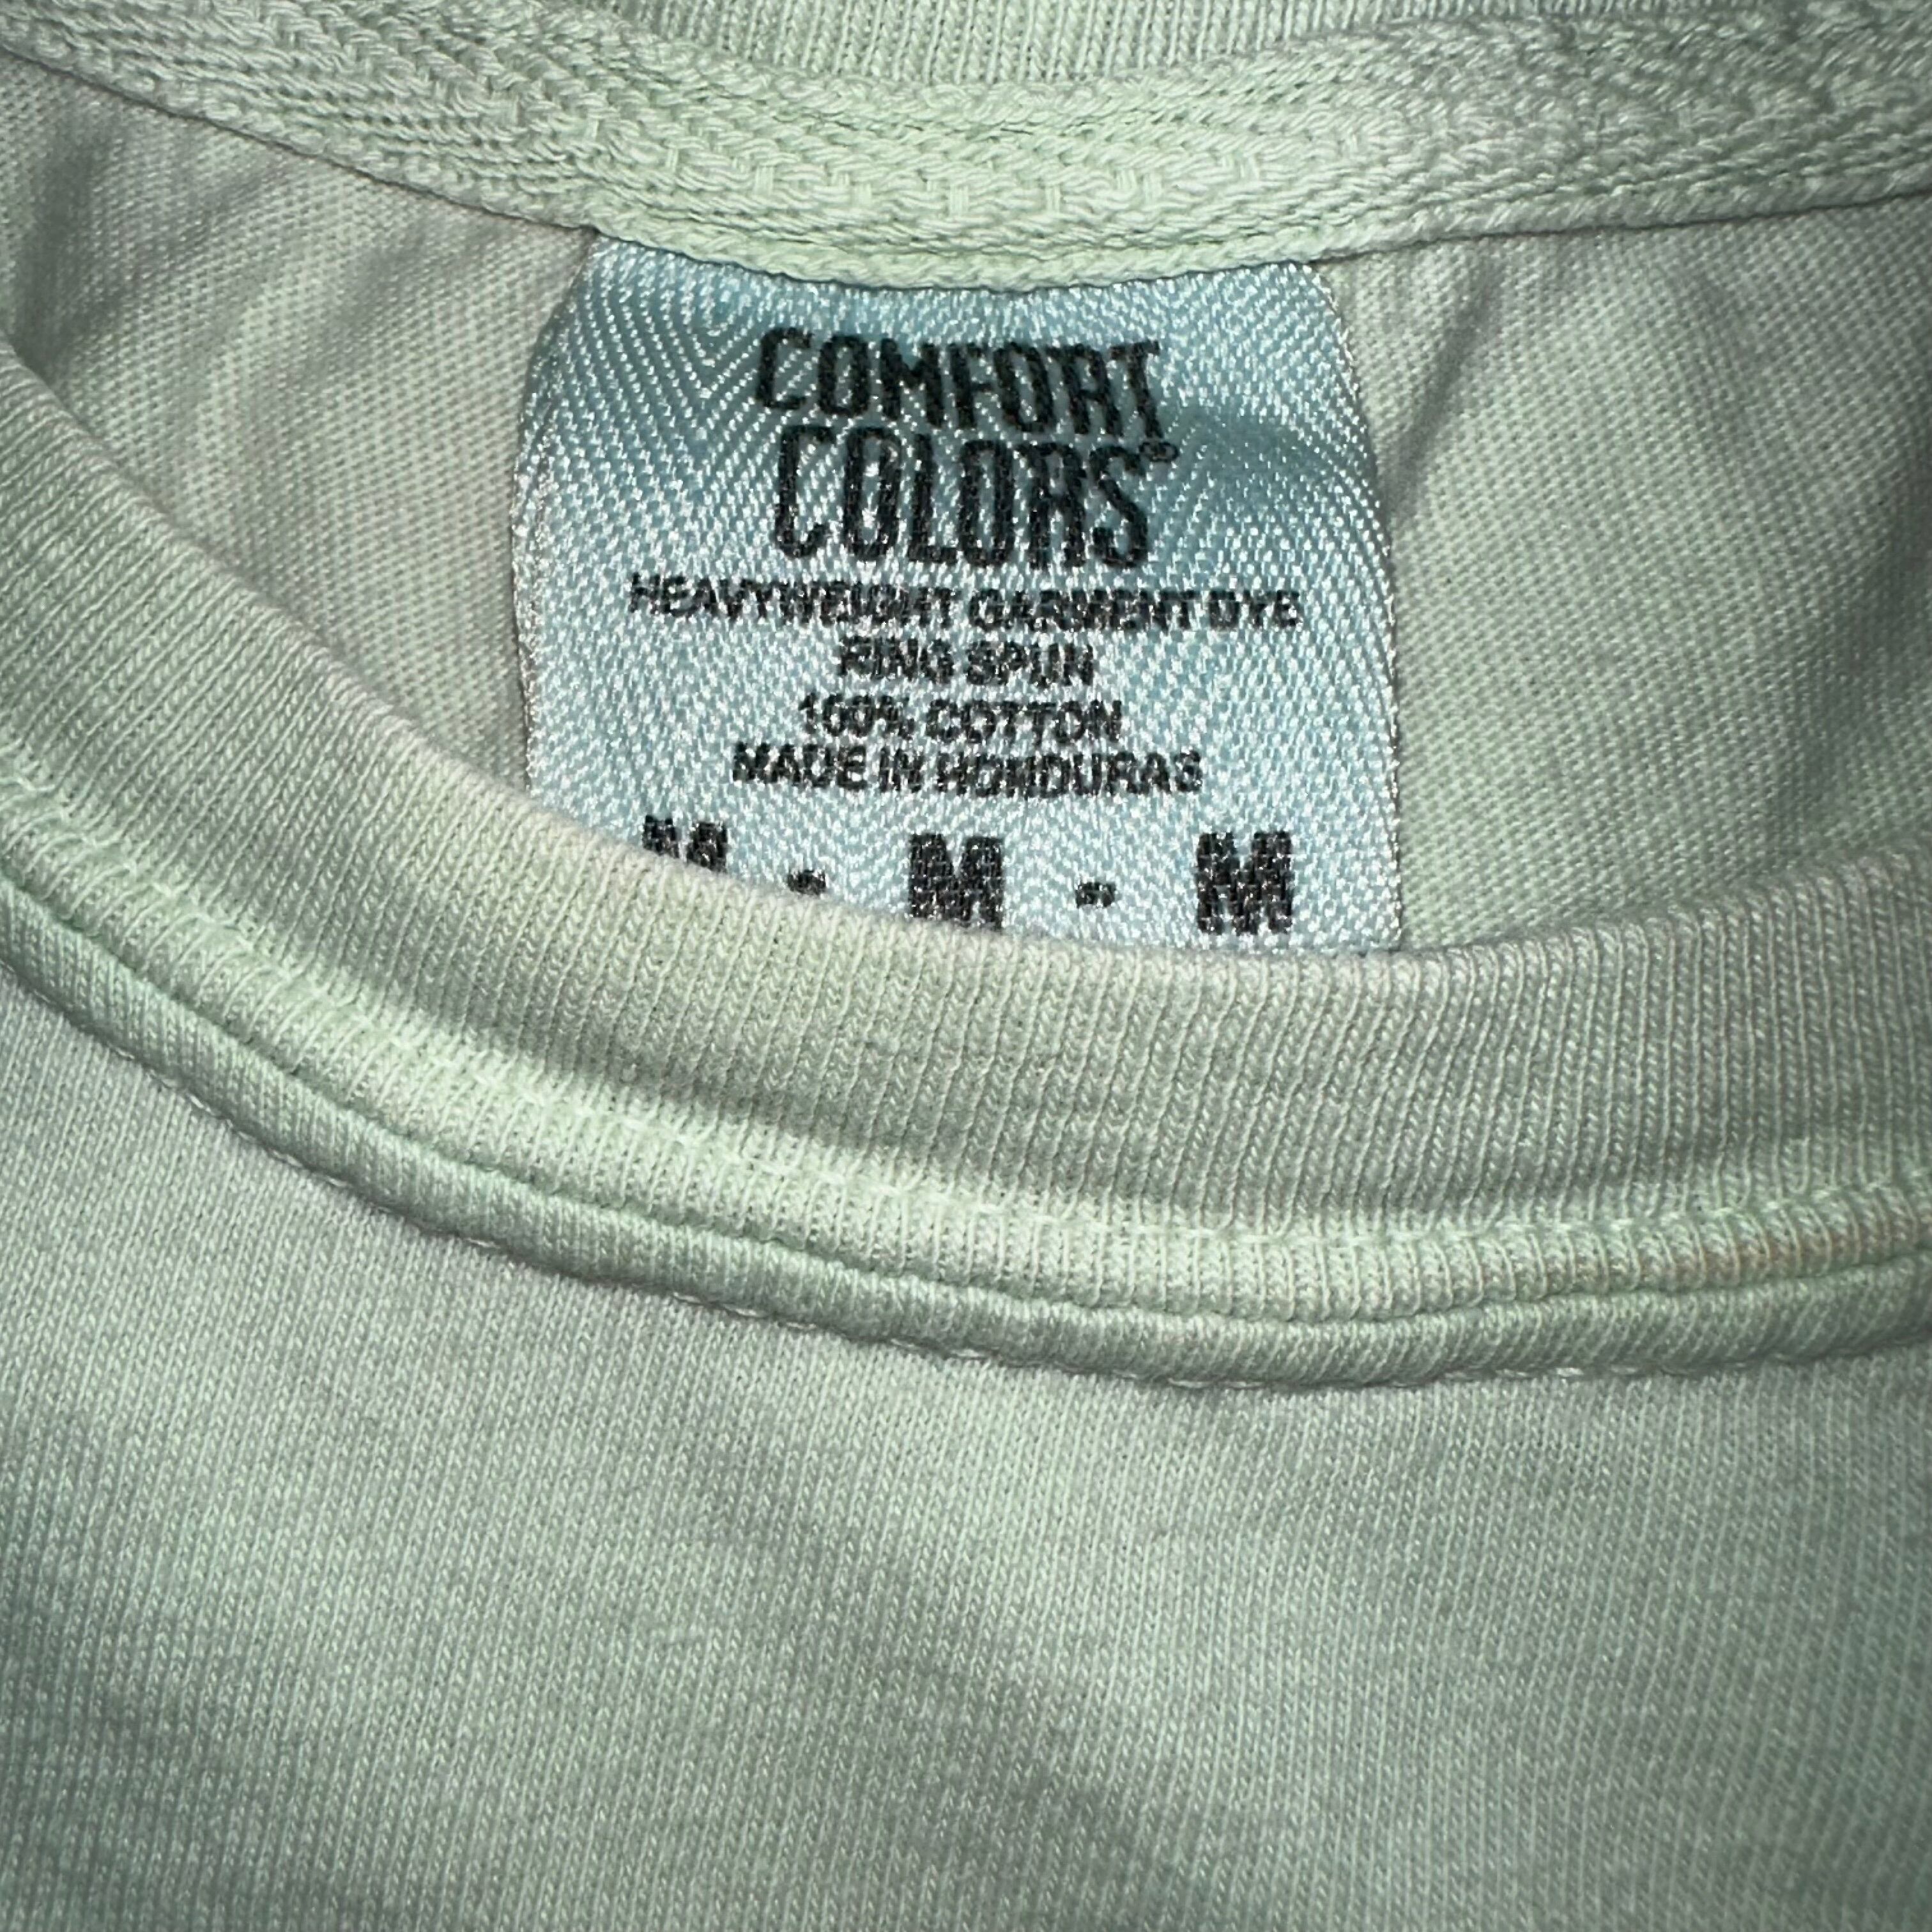 COMFORT
COLORS®
HEAVYWEIGHT GARMENT DYE
RING SPUN
100% COTTON
MADE IN HONDURAS
M - M - M